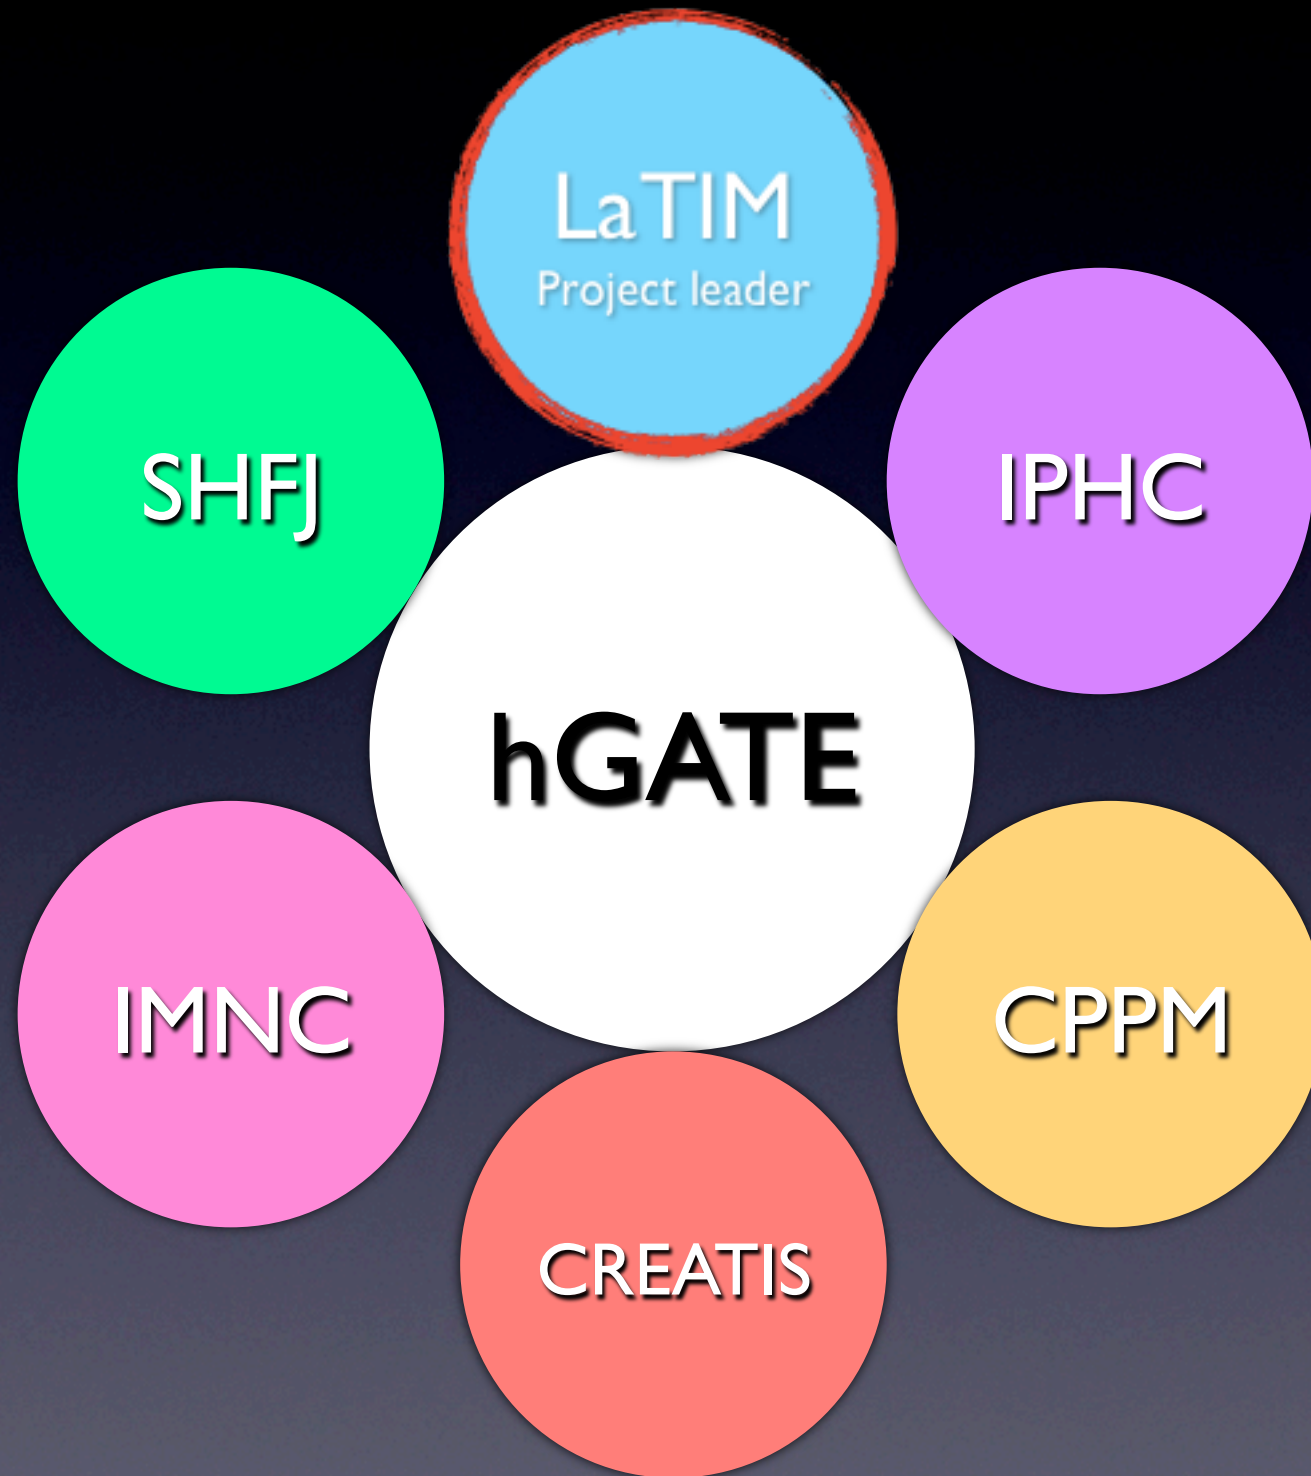 LaTIM
Project leader
SHFJ
IPHC
hGATE
IMNC
CPPM
CREATIS